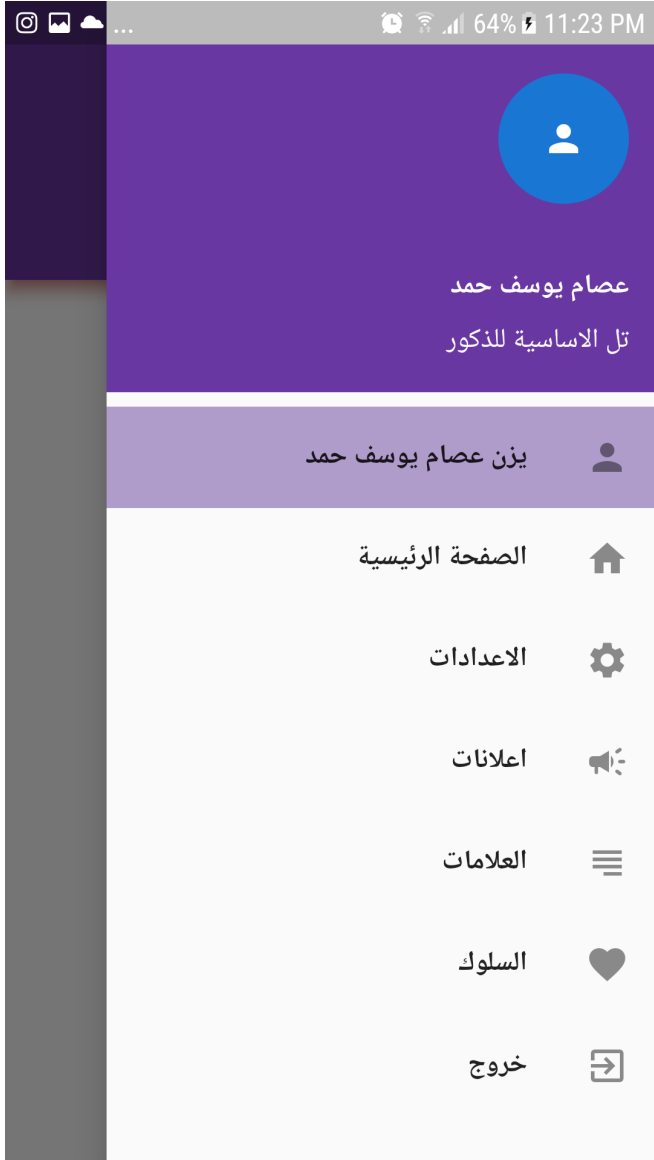 ... 64% 11:23 PM
عصام يوسف حمد
تل الاساسية للذكور
يزن عصام يوسف حمد
الصفحة الرئيسية
الاعدادات
اعلانات
العلامات
السلوك
خروج